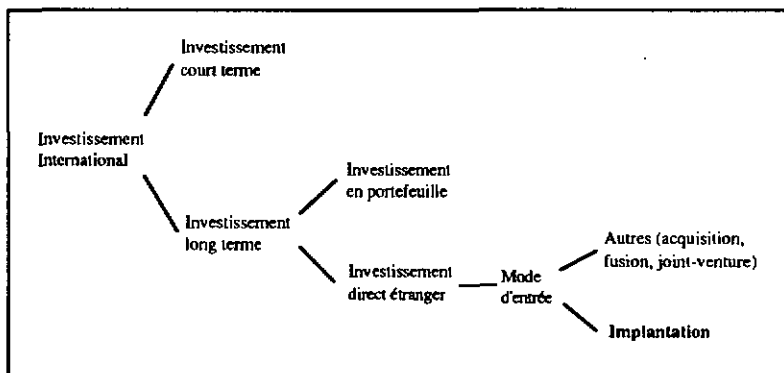 Investissement
court terme
Investissement
International
Investissement
en portefeuille
Investissement
long terme
Autres (acquisition,
fusion, joint-venture)
Investissement
direct étranger
Mode
d'entrée
Implantation